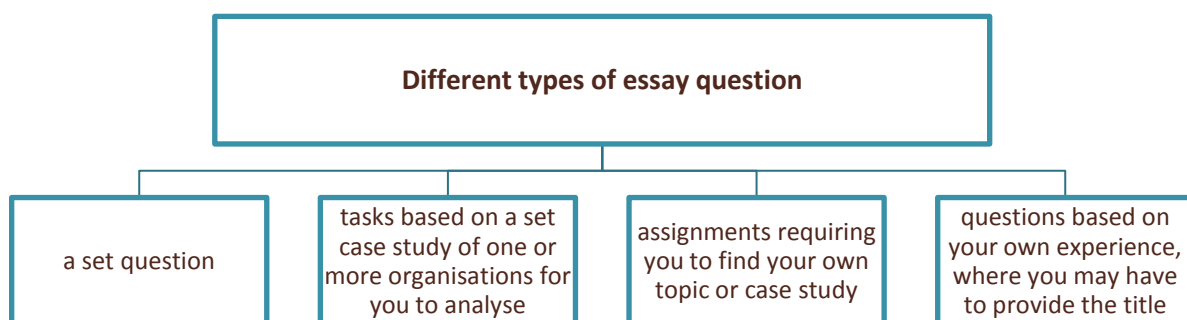 Different types of essay question
a set question
tasks based on a set
case study of one or
more organisations for
you to analyse
assignments requiring
you to find your own
topic or case study
questions based on
your own experience,
where you may have
to provide the title